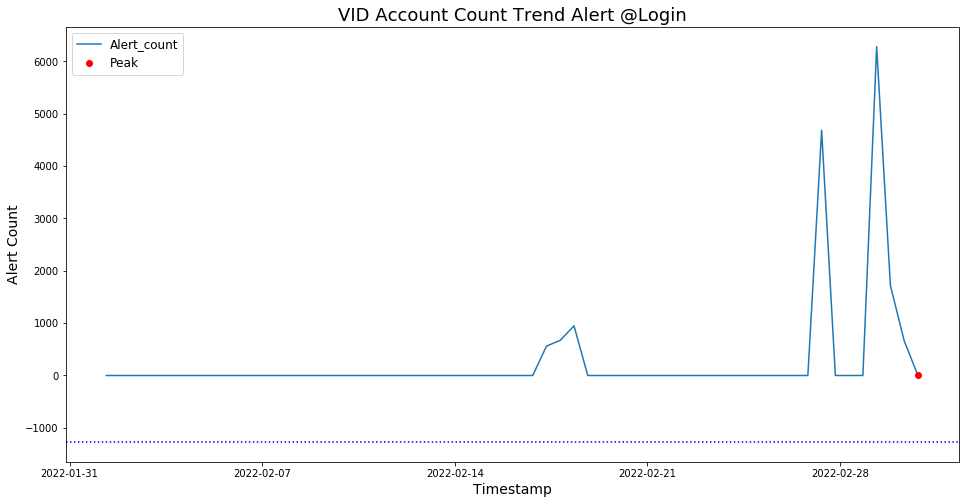 VID Account Count Trend Alert @Login
Alert_count
Peak
Alert Count
6000
5000
4000
3000
2000
1000
0
−1000
2022-01-31
2022-02-07
2022-02-14
2022-02-21
2022-02-28
Timestamp